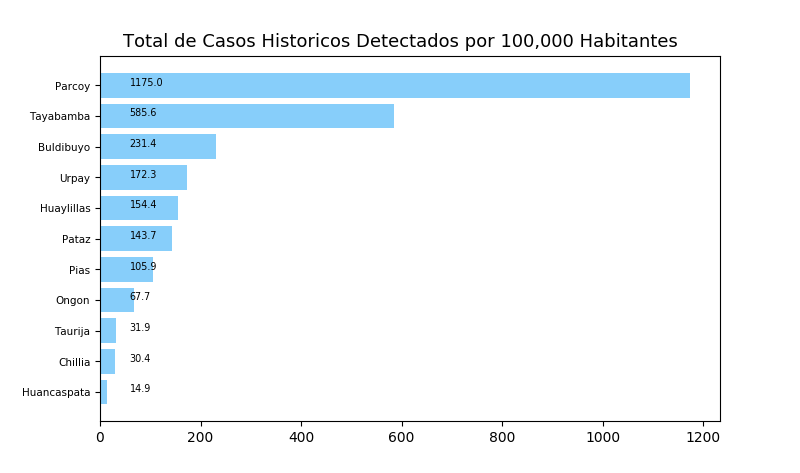 Total de Casos Historicos Detectados por 100,000 Habitantes
Parcoy 1175.0
Tayabamba 585.6
Buldibuyo 231.4
Urpay 172.3
Huaylillas 154.4
Pataz 143.7
Pias 105.9
Ongon 67.7
Taurija 31.9
Chillia 30.4
Huancaspata 14.9
0 200 400 600 800 1000 1200